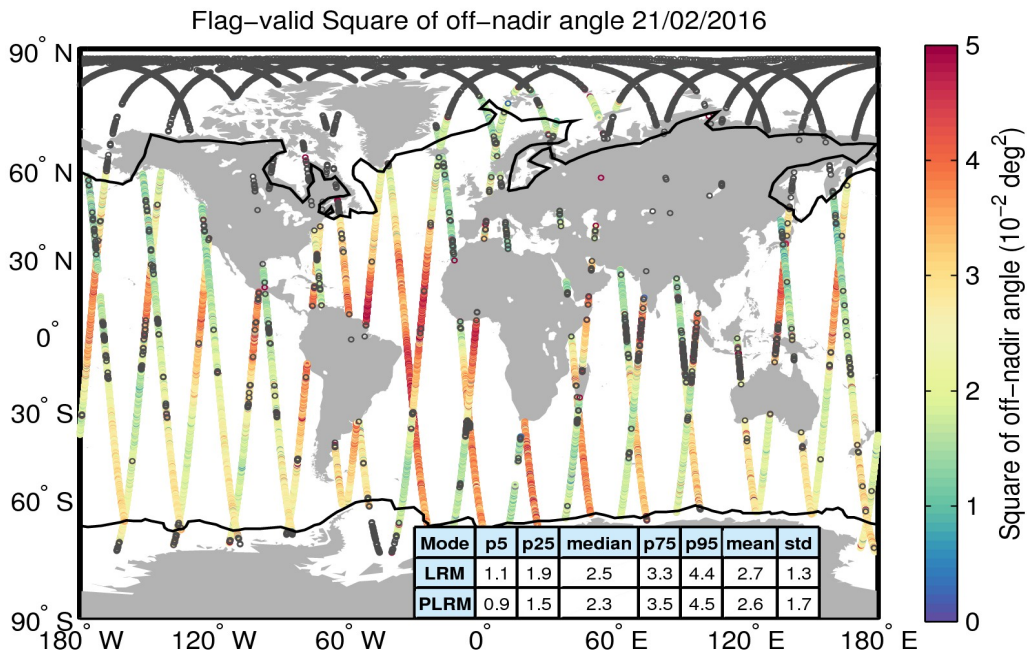 Flag−valid Square of off−nadir angle 21/02/2016
90° N
60° N
30° N
0°
30° S
60° S
90° S
180° W 120° W 60° W 0° 60° E 120° E 180° E
Mode p5 p25 median p75 p95 mean std
LRM 1.1 1.9 2.5 3.3 4.4 2.7 1.3
PLRM 0.9 1.5 2.3 3.5 4.5 2.6 1.7
5
4
3
2
1
0
Square of off−nadir angle (10⁻² deg²)